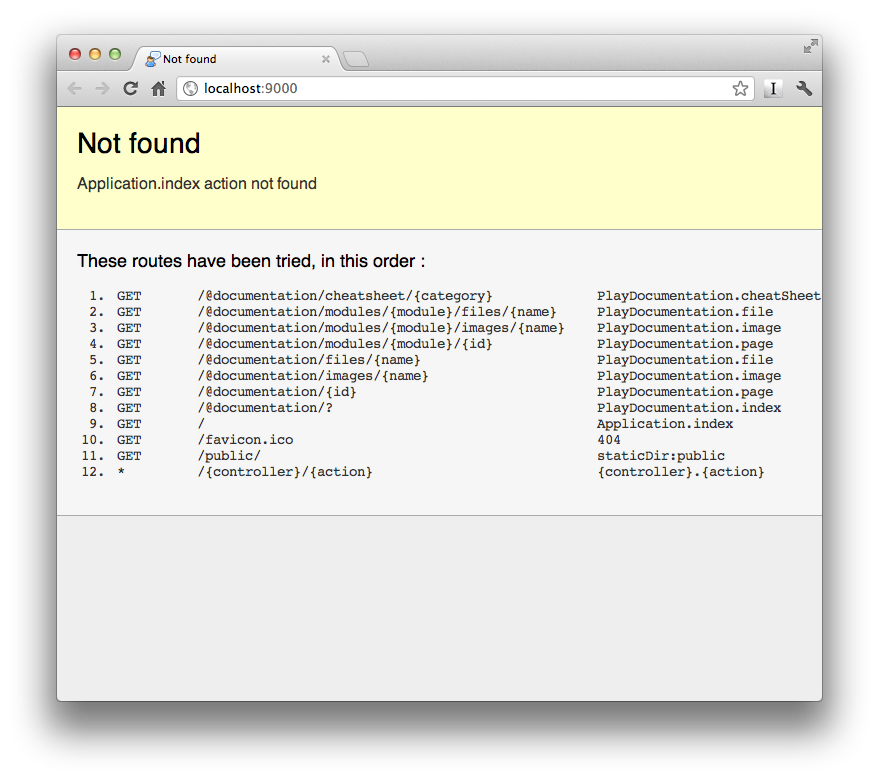 Not found
localhost:9000
I
Not found
Application.index action not found
These routes have been tried, in this order :
1. GET /@documentation/cheatsheet/{category} PlayDocumentation.cheatSheet
2. GET /@documentation/modules/{module}/files/{name} PlayDocumentation.file
3. GET /@documentation/modules/{module}/images/{name} PlayDocumentation.image
4. GET /@documentation/modules/{module}/{id} PlayDocumentation.page
5. GET /@documentation/files/{name} PlayDocumentation.file
6. GET /@documentation/images/{name} PlayDocumentation.image
7. GET /@documentation/{id} PlayDocumentation.page
8. GET /@documentation/? PlayDocumentation.index
9. GET / Application.index
10. GET /favicon.ico 404
11. GET /public/ staticDir:public
12. * /{controller}/{action} {controller}.{action}